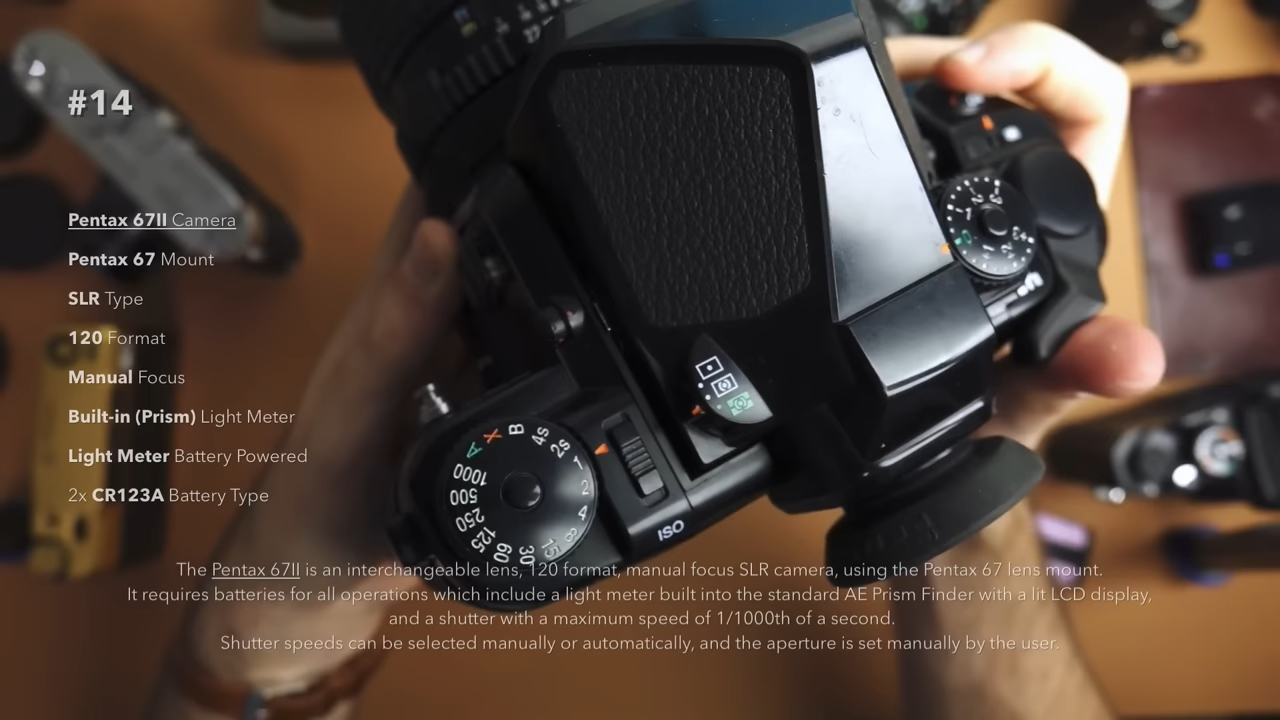 #14
Pentax 67II Camera
Pentax 67 Mount
SLR Type
120 Format
Manual Focus
Built-in (Prism) Light Meter
Light Meter Battery Powered
2x CR123A Battery Type
A X B 4s 2s 1 2 4 8 15 30 60 125 250 500 1000
ISO
The Pentax 67II is an interchangeable lens, 120 format, manual focus SLR camera, using the Pentax 67 lens mount.
It requires batteries for all operations which include a light meter built into the standard AE Prism Finder with a lit LCD display,
and a shutter with a maximum speed of 1/1000th of a second.
Shutter speeds can be selected manually or automatically, and the aperture is set manually by the user.